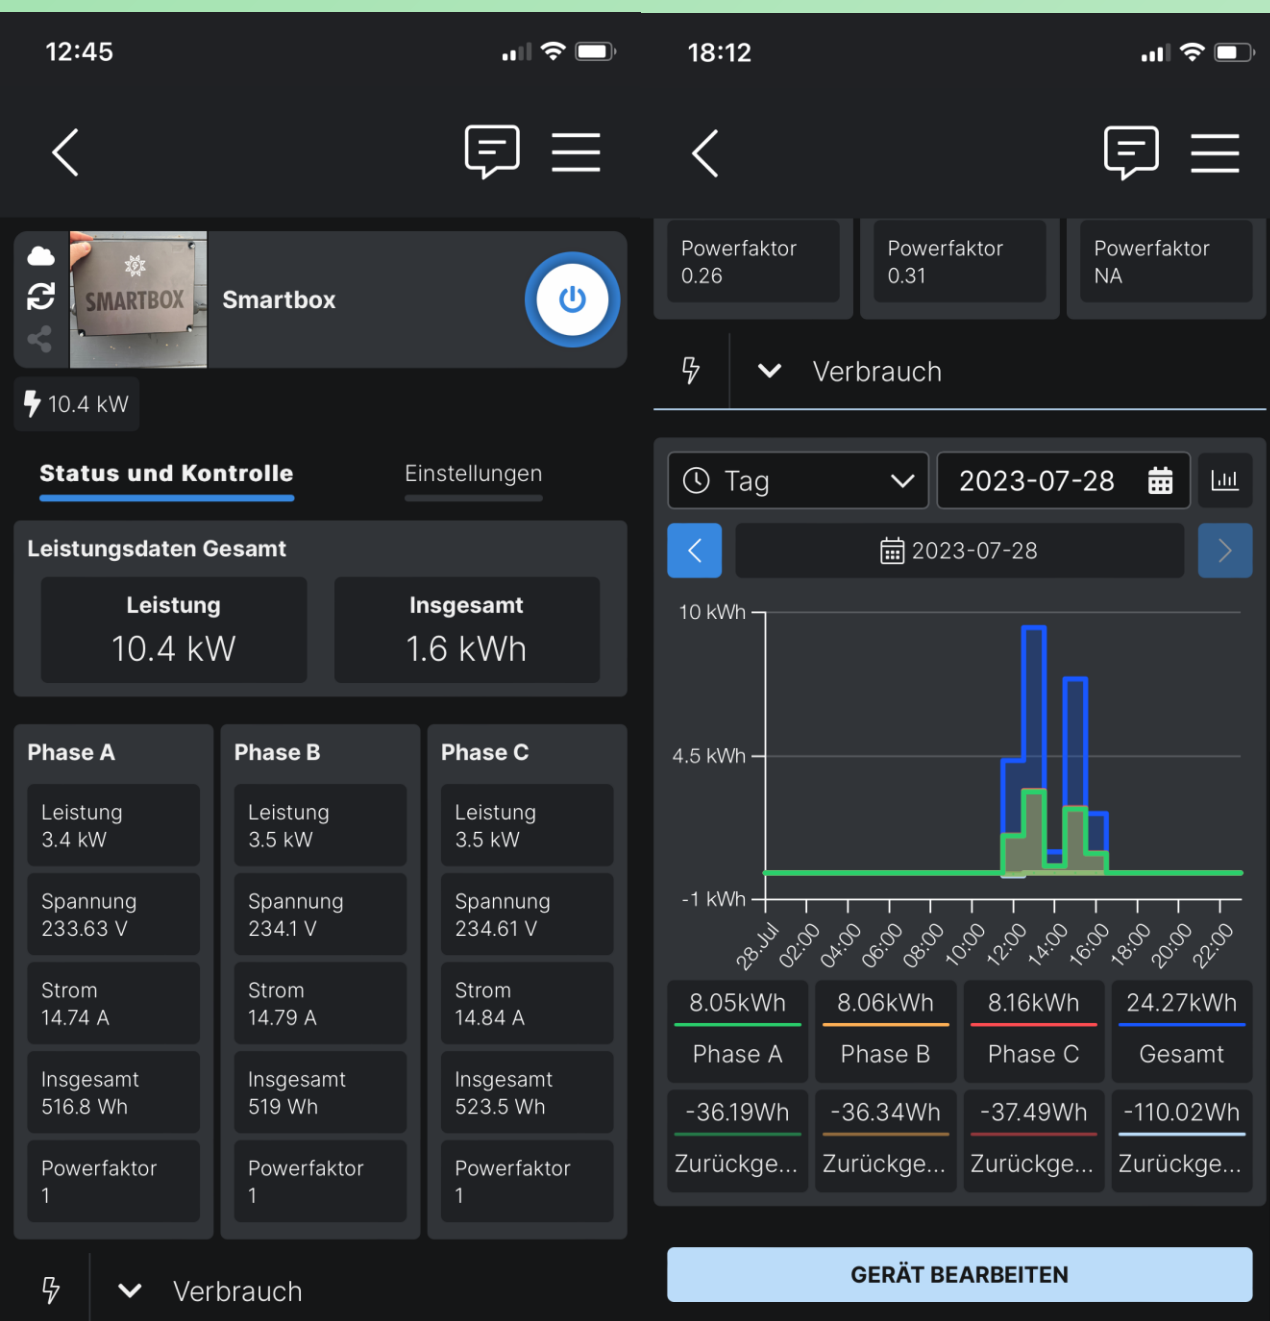 12:45
SMARTBOX
Smartbox
10.4 kW
Status und Kontrolle
Einstellungen
Leistungsdaten Gesamt
Leistung
10.4 kW
Insgesamt
1.6 kWh
Phase A
Leistung
3.4 kW
Spannung
233.63 V
Strom
14.74 A
Insgesamt
516.8 Wh
Powerfaktor
1
Phase B
Leistung
3.5 kW
Spannung
234.1 V
Strom
14.79 A
Insgesamt
519 Wh
Powerfaktor
1
Phase C
Leistung
3.5 kW
Spannung
234.61 V
Strom
14.84 A
Insgesamt
523.5 Wh
Powerfaktor
1
Verbrauch
18:12
Powerfaktor
0.26
Powerfaktor
0.31
Powerfaktor
NA
Verbrauch
Tag
2023-07-28
2023-07-28
10 kWh
4.5 kWh
-1 kWh
28.Jul
02:00
04:00
06:00
08:00
10:00
12:00
14:00
16:00
18:00
20:00
22:00
8.05kWh
Phase A
8.06kWh
Phase B
8.16kWh
Phase C
24.27kWh
Gesamt
-36.19Wh
Zurückge...
-36.34Wh
Zurückge...
-37.49Wh
Zurückge...
-110.02Wh
Zurückge...
GERÄT BEARBEITEN